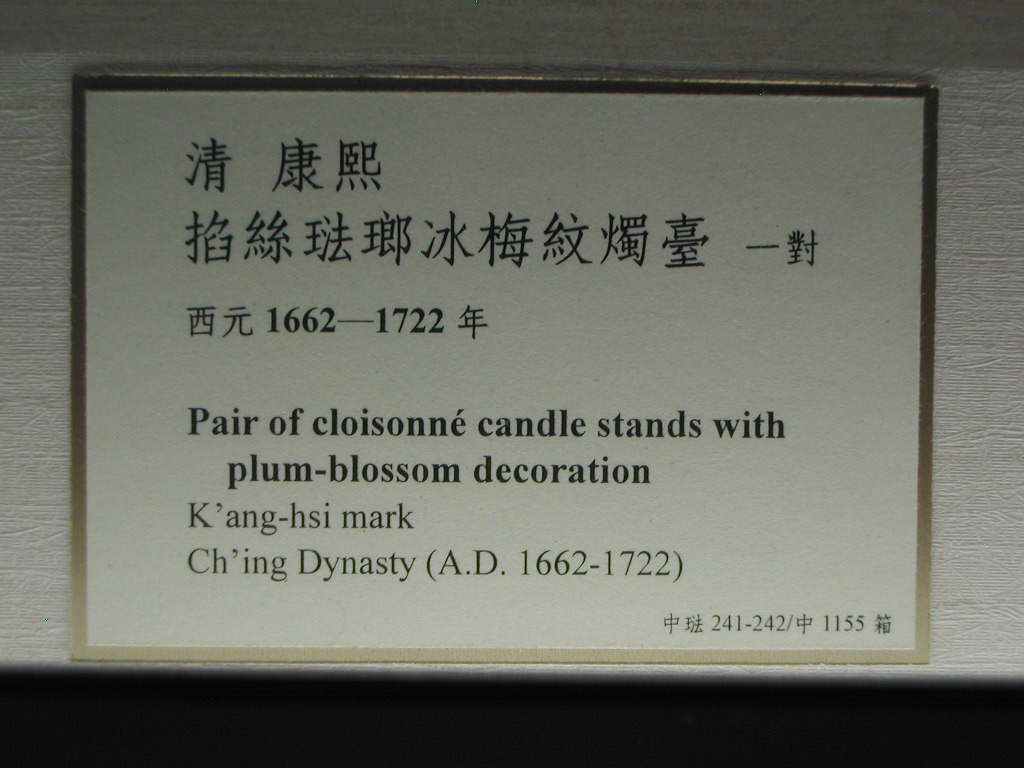 清 康熙
掐絲琺瑯冰梅紋燭臺 一對
西元 1662—1722 年
Pair of cloisonné candle stands with
plum-blossom decoration
K’ang-hsi mark
Ch’ing Dynasty (A.D. 1662-1722)
中琺 241-242/中 1155 箱